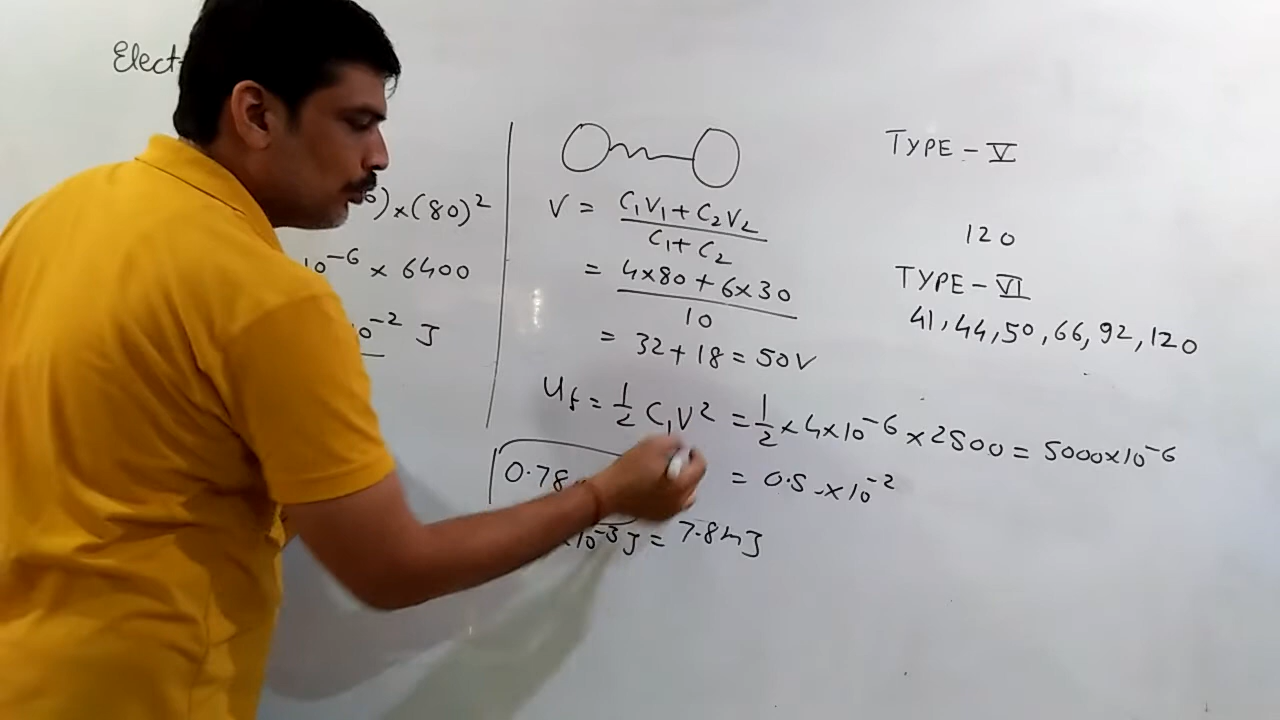 Elect
)×(80)²
10⁻⁶ × 6400
10⁻² J
V = C₁V₁ + C₂V₂ / C₁ + C₂
= 4×80 + 6×30 / 10
= 32 + 18 = 50V
U_f = 1/2 C₁V² = 1/2 × 4×10⁻⁶ × 2500 = 5000×10⁻⁶
0.78
= 0.5 × 10⁻²
×10⁻³ J = 7.8 mJ
TYPE - V
120
TYPE - VI
41, 44, 50, 66, 92, 120